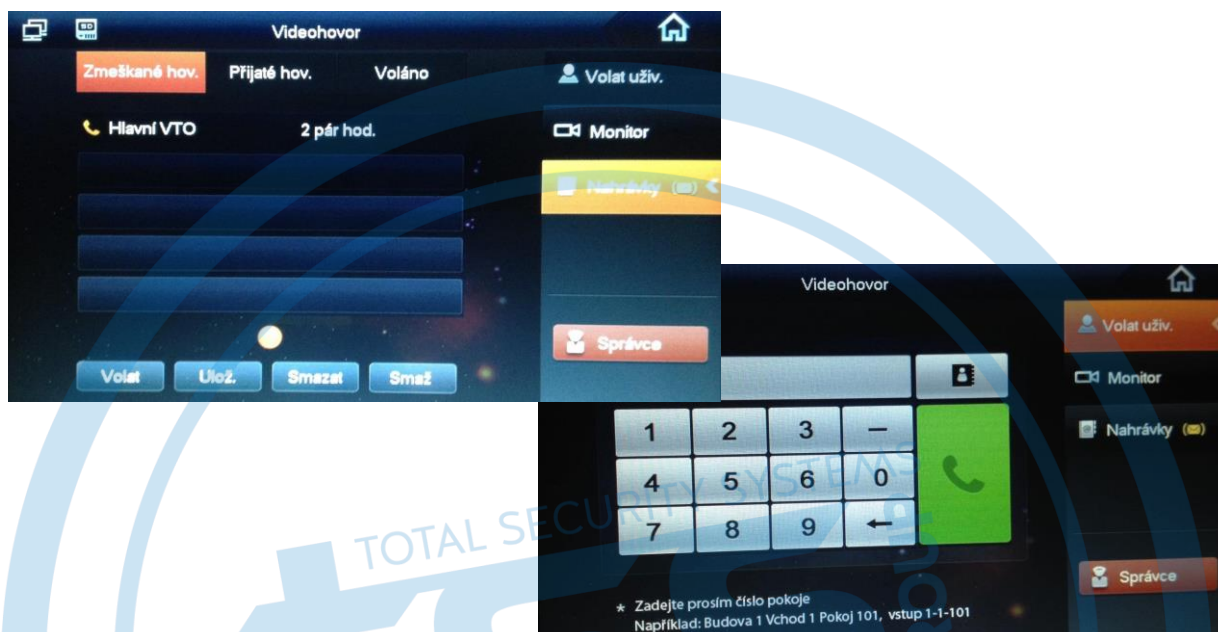 Videohovor
Zmeškané hov. Přijaté hov. Voláno
Hlavní VTO 2 pár hod.
Volat Ulož. Smazat Smaž
Volat uživ.
Monitor
Nahrávky
Správce
Videohovor
1 2 3 —
4 5 6 0
7 8 9 ←
* Zadejte prosím číslo pokoje
Například: Budova 1 Vchod 1 Pokoj 101, vstup 1-1-101
Volat uživ.
Monitor
Nahrávky
Správce
TOTAL SECURITY SYSTEMS